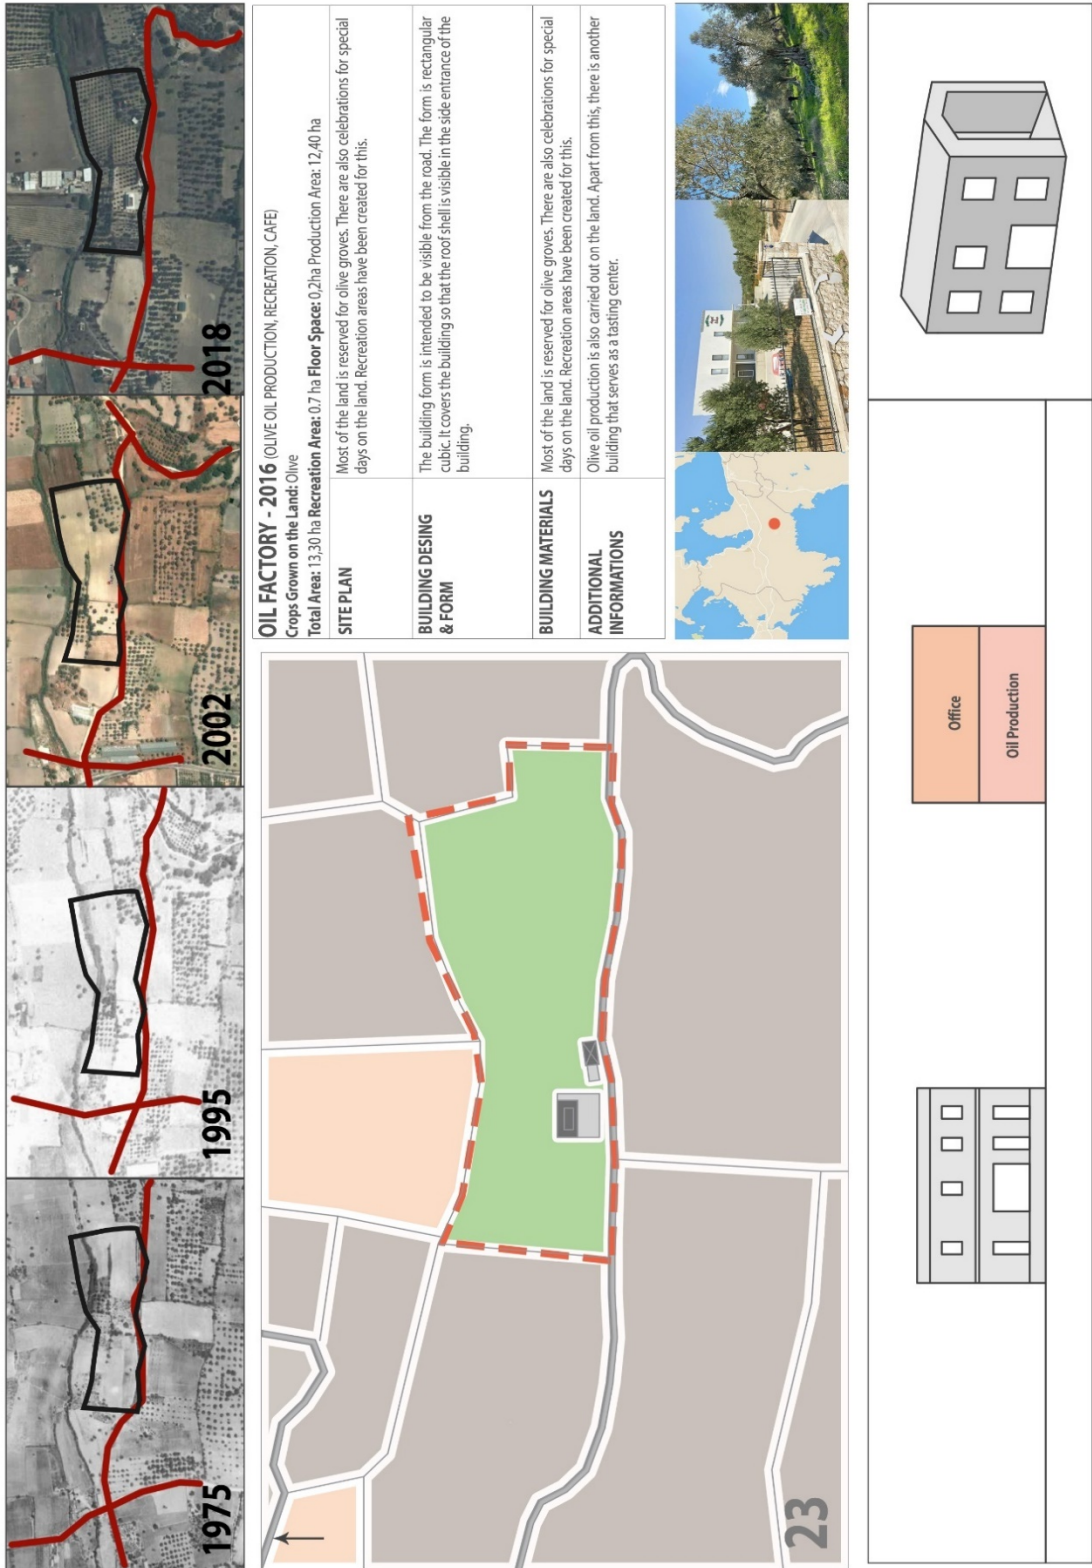 1975
1995
2002
2018
OIL FACTORY - 2016 (OLIVE OIL PRODUCTION, RECREATION, CAFE)
Crops Grown on the Land: Olive
Total Area: 13,30 ha Recreation Area: 0.7 ha Floor Space: 0,2ha Production Area: 12,40 ha
SITE PLAN
Most of the land is reserved for olive groves. There are also celebrations for special
days on the land. Recreation areas have been created for this.
BUILDING DESING
& FORM
The building form is intended to be visible from the road. The form is rectangular
cubic. It covers the building so that the roof shell is visible in the side entrance of the
building.
BUILDING MATERIALS
Most of the land is reserved for olive groves. There are also celebrations for special
days on the land. Recreation areas have been created for this.
ADDITIONAL
INFORMATIONS
Olive oil production is also carried out on the land. Apart from this, there is another
building that serves as a tasting center.
23
Office
Oil Production